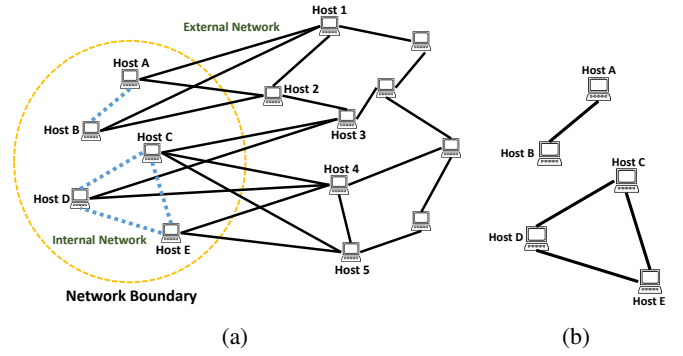 Host 1
External Network
Host A
Host 2
Host B
Host C
Host 3
Host 4
Host D
Internal Network
Host E
Host 5
Network Boundary
(a)
Host A
Host B
Host C
Host D
Host E
(b)